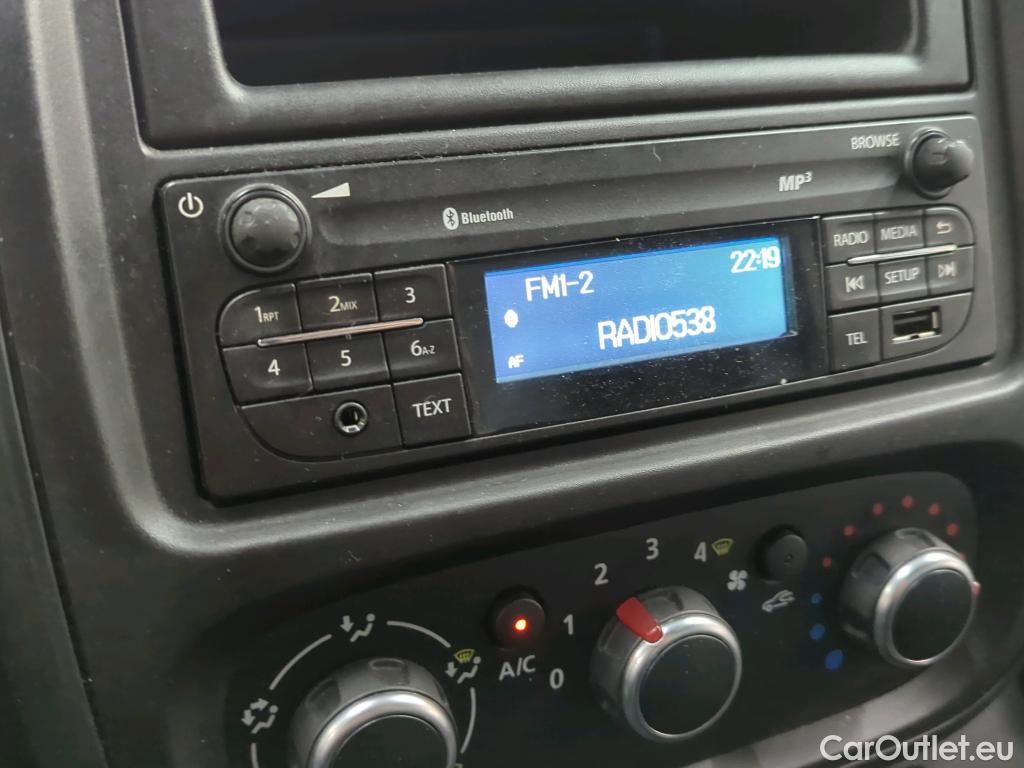 BROWSE
MP3
Bluetooth
FM1-2 22:19
RADIO538
AF
RADIO MEDIA
SETUP
TEL
1RPT 2MIX 3
4 5 6A-Z
TEXT
0 1 2 3 4
A/C
CarOutlet.eu